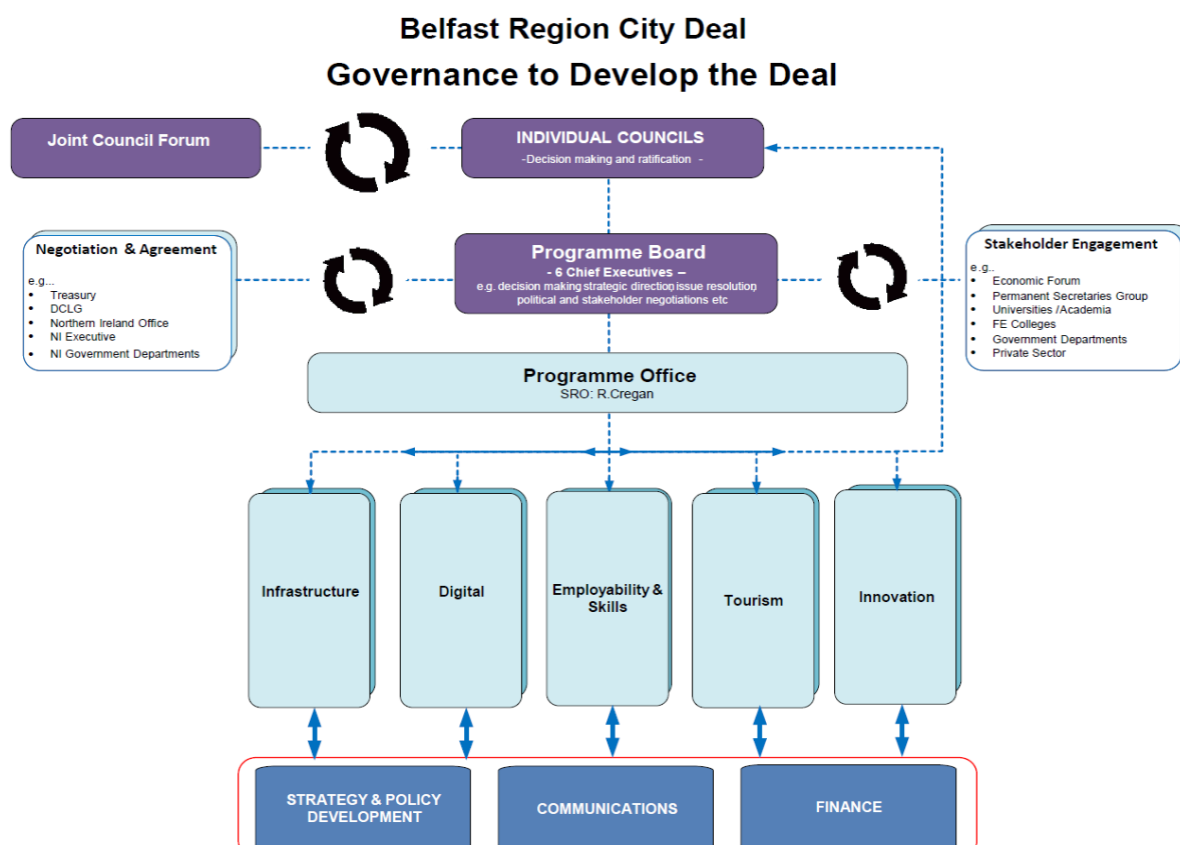 Belfast Region City Deal
Governance to Develop the Deal
Joint Council Forum
INDIVIDUAL COUNCILS
-Decision making and ratification -
Negotiation & Agreement
e.g...
• Treasury
• DCLG
• Northern Ireland Office
• NI Executive
• NI Government Departments
Programme Board
- 6 Chief Executives –
e.g. decision making strategic direction, issue resolution,
political and stakeholder negotiations etc
Stakeholder Engagement
e.g..
• Economic Forum
• Permanent Secretaries Group
• Universities /Academia
• FE Colleges
• Government Departments
• Private Sector
Programme Office
SRO: R.Cregan
Infrastructure
Digital
Employability &
Skills
Tourism
Innovation
STRATEGY & POLICY
DEVELOPMENT
COMMUNICATIONS
FINANCE